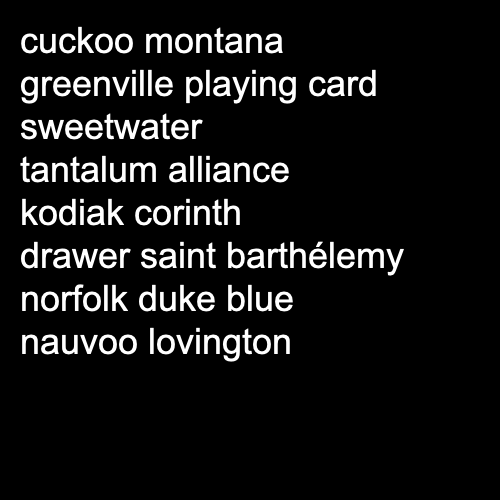 cuckoo montana
greenville playing card
sweetwater
tantalum alliance
kodiak corinth
drawer saint barthélemy
norfolk duke blue
nauvoo lovington